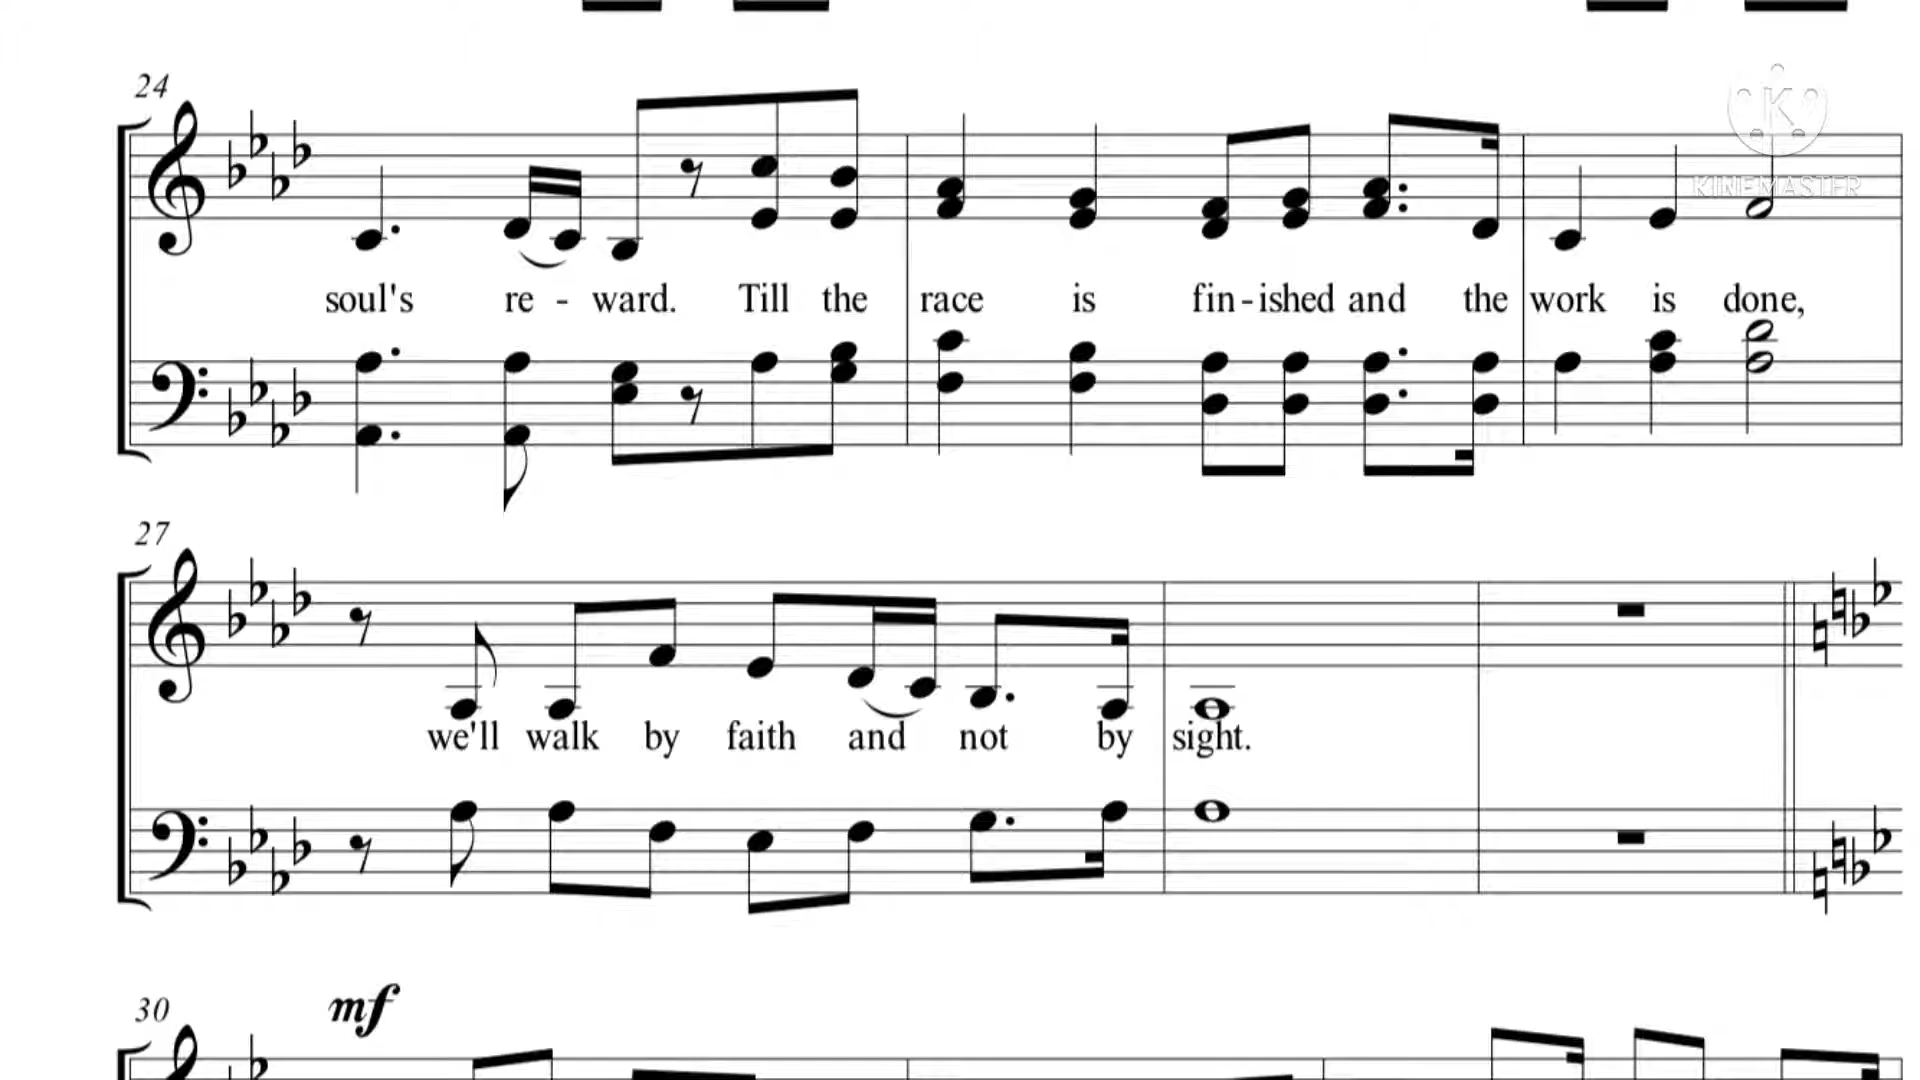 24
K
KINEMASTER
soul's re - ward. Till the race is fin - ished and the work is done,
27
we'll walk by faith and not by sight.
30
mf